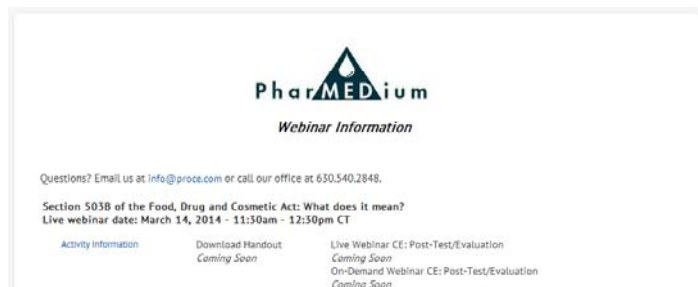 PharMEDium
Webinar Information
Questions? Email us at info@proce.com or call our office at 630.540.2848.
Section 503B of the Food, Drug and Cosmetic Act: What does it mean?
Live webinar date: March 14, 2014 - 11:30am - 12:30pm CT
Activity Information
Download Handout
Coming Soon
Live Webinar CE: Post-Test/Evaluation
Coming Soon
On-Demand Webinar CE: Post-Test/Evaluation
Coming Soon